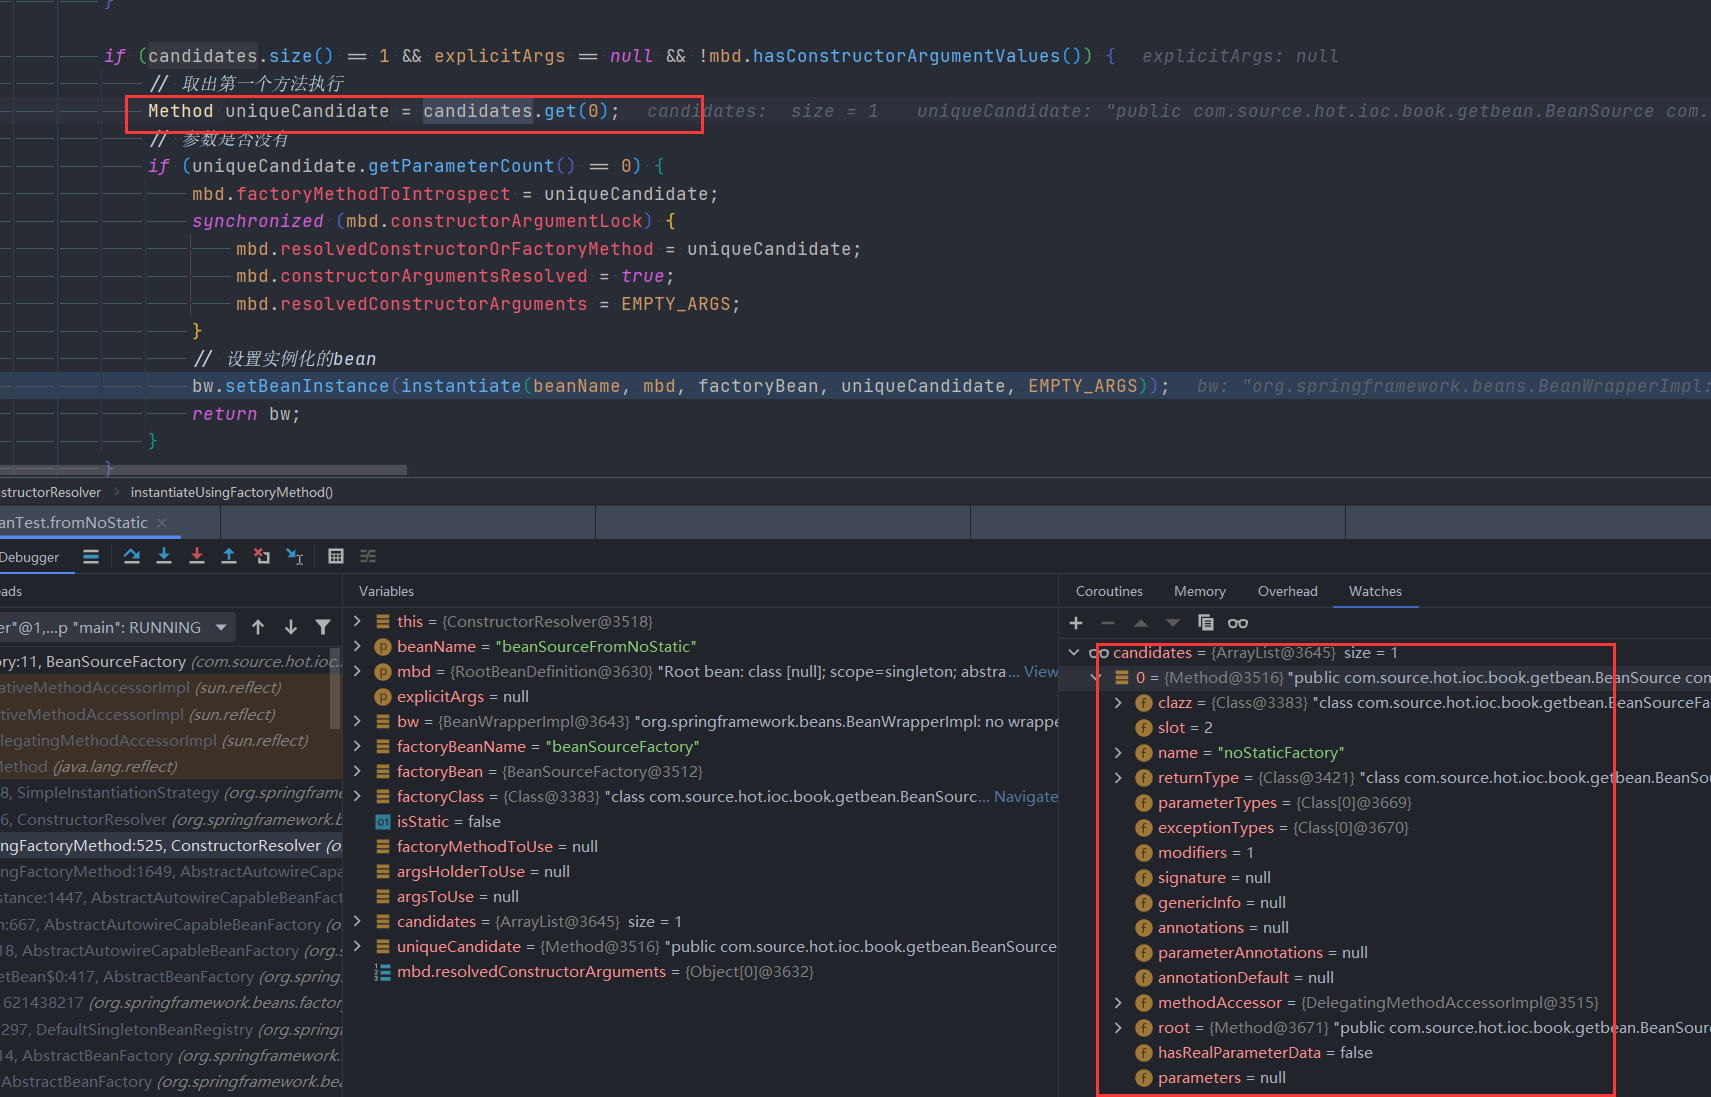 }
if (candidates.size() == 1 && explicitArgs == null && !mbd.hasConstructorArgumentValues()) { explicitArgs: null
// 取出第一个方法执行
Method uniqueCandidate = candidates.get(0); candidates: size = 1 uniqueCandidate: "public com.source.hot.ioc.book.getbean.BeanSource com.
// 参数是否没有
if (uniqueCandidate.getParameterCount() == 0) {
mbd.factoryMethodToIntrospect = uniqueCandidate;
synchronized (mbd.constructorArgumentLock) {
mbd.resolvedConstructorOrFactoryMethod = uniqueCandidate;
mbd.constructorArgumentsResolved = true;
mbd.resolvedConstructorArguments = EMPTY_ARGS;
}
// 设置实例化的bean
bw.setBeanInstance(instantiate(beanName, mbd, factoryBean, uniqueCandidate, EMPTY_ARGS)); bw: "org.springframework.beans.BeanWrapperImpl:
return bw;
}
}
structorResolver › instantiateUsingFactoryMethod()
anTest.fromNoStatic ×
Debugger
eads
er"@1,...p "main": RUNNING
ory:11, BeanSourceFactory (com.source.hot.ioc.
ativeMethodAccessorImpl (sun.reflect)
tiveMethodAccessorImpl (sun.reflect)
legatingMethodAccessorImpl (sun.reflect)
Method (java.lang.reflect)
8, SimpleInstantiationStrategy (org.springframe
6, ConstructorResolver (org.springframework.b
ngFactoryMethod:525, ConstructorResolver (o
ngFactoryMethod:1649, AbstractAutowireCapa
stance:1447, AbstractAutowireCapableBeanFact
n:667, AbstractAutowireCapableBeanFactory (o
18, AbstractAutowireCapableBeanFactory (org.s
etBean$0:417, AbstractBeanFactory (org.spring
621438217 (org.springframework.beans.factor
:297, DefaultSingletonBeanRegistry (org.springf
14, AbstractBeanFactory (org.springframework.
AbstractBeanFactory (org.springframework.bea
Variables
this = {ConstructorResolver@3518}
beanName = "beanSourceFromNoStatic"
mbd = {RootBeanDefinition@3630} "Root bean: class [null]; scope=singleton; abstra... View
explicitArgs = null
bw = {BeanWrapperImpl@3643} "org.springframework.beans.BeanWrapperImpl: no wrappe
factoryBeanName = "beanSourceFactory"
factoryBean = {BeanSourceFactory@3512}
factoryClass = {Class@3383} "class com.source.hot.ioc.book.getbean.BeanSourc... Navigate
isStatic = false
factoryMethodToUse = null
argsHolderToUse = null
argsToUse = null
candidates = {ArrayList@3645} size = 1
uniqueCandidate = {Method@3516} "public com.source.hot.ioc.book.getbean.BeanSource
mbd.resolvedConstructorArguments = {Object[0]@3632}
Coroutines Memory Overhead Watches
candidates = {ArrayList@3645} size = 1
0 = {Method@3516} "public com.source.hot.ioc.book.getbean.BeanSource com
clazz = {Class@3383} "class com.source.hot.ioc.book.getbean.BeanSourceFa
slot = 2
name = "noStaticFactory"
returnType = {Class@3421} "class com.source.hot.ioc.book.getbean.BeanSou
parameterTypes = {Class[0]@3669}
exceptionTypes = {Class[0]@3670}
modifiers = 1
signature = null
genericInfo = null
annotations = null
parameterAnnotations = null
annotationDefault = null
methodAccessor = {DelegatingMethodAccessorImpl@3515}
root = {Method@3671} "public com.source.hot.ioc.book.getbean.BeanSour
hasRealParameterData = false
parameters = null